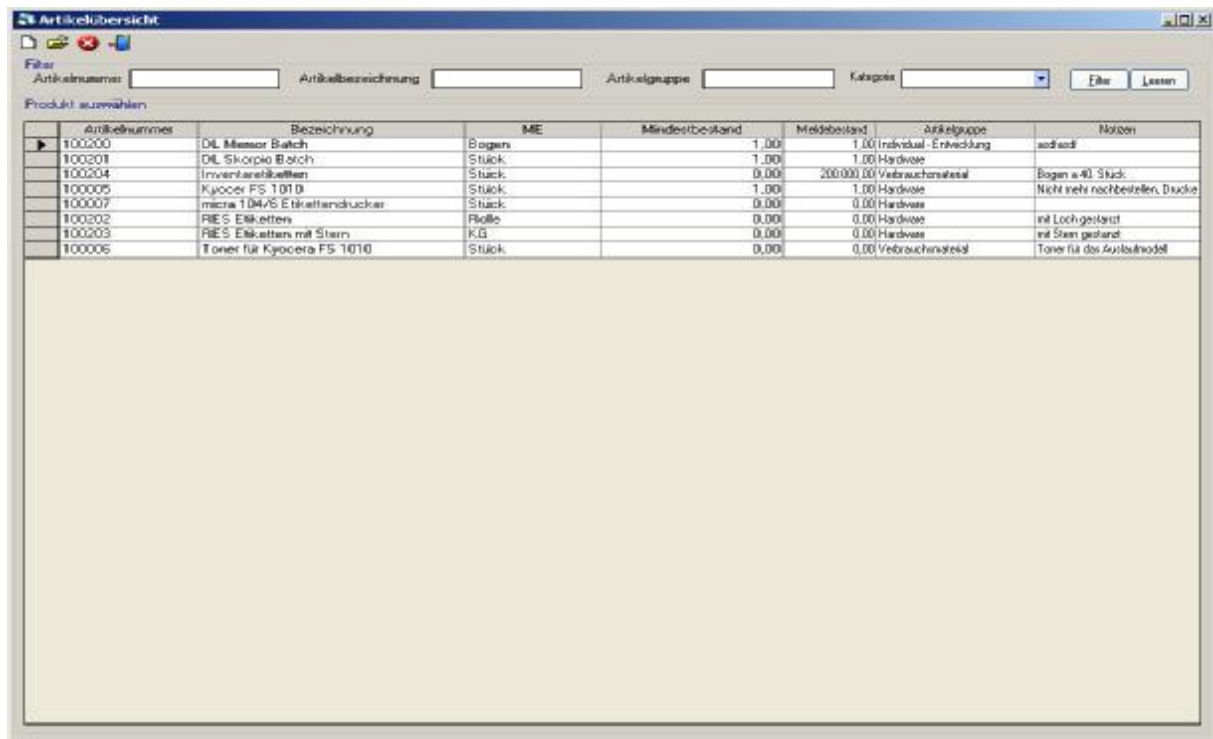 Artikelübersicht
Filter
Artikelnummer Artikelbezeichnung Artikelgruppe Kategorie Filter Leeren
Produkt auswählen
Artikelnummer Bezeichnung ME Mindestbestand Meldebestand Artikelgruppe Notizen
100200 DL Memor Batch Bogen 1,00 1,00 Individual-Entwicklung asdfasdf
100201 DL Skorpio Batch Stück 1,00 1,00 Hardware
100204 Inventaretiketten Stück 0,00 200.000,00 Verbrauchsmaterial Bogen a 40 Stück
100005 Kyocer FS 1010 Stück 1,00 1,00 Hardware Nicht mehr nachbestellen, Drucke
100007 micra 104/6 Etikettendrucker Stück 0,00 0,00 Hardware
100202 RIES Etiketten Rolle 0,00 0,00 Hardware mit Loch gestanzt
100203 RIES Etiketten mit Stern KG 0,00 0,00 Hardware mit Stern gestanzt
100006 Toner für Kyocera FS 1010 Stück 0,00 0,00 Verbrauchsmaterial Toner für das Auslaufmodell